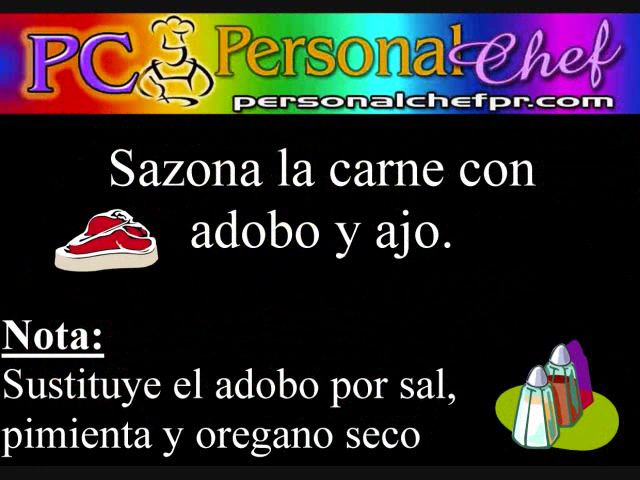 PC Personal Chef
personalchefpr.com
Sazona la carne con
adobo y ajo.
Nota:
Sustituye el adobo por sal,
pimienta y oregano seco